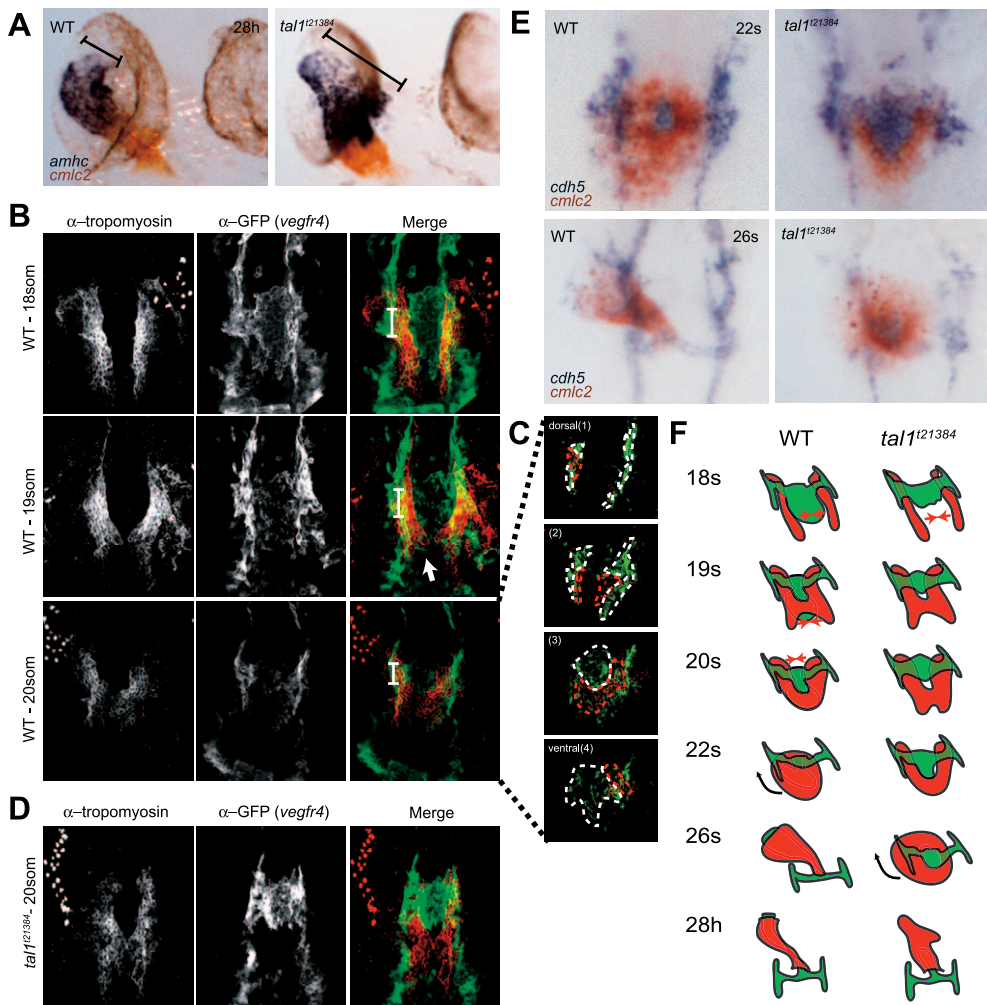 A
WT
28h
amhc
cmlc2
tal1t21384
B
α–tropomyosin
α–GFP (vegfr4)
Merge
WT - 18som
WT - 19som
WT - 20som
C
dorsal(1)
(2)
(3)
ventral(4)
D
α–tropomyosin
α–GFP (vegfr4)
Merge
tal1t21384- 20som
E
WT
22s
cdh5
cmlc2
tal1t21384
WT
26s
cdh5
cmlc2
tal1t21384
F
WT
tal1t21384
18s
19s
20s
22s
26s
28h